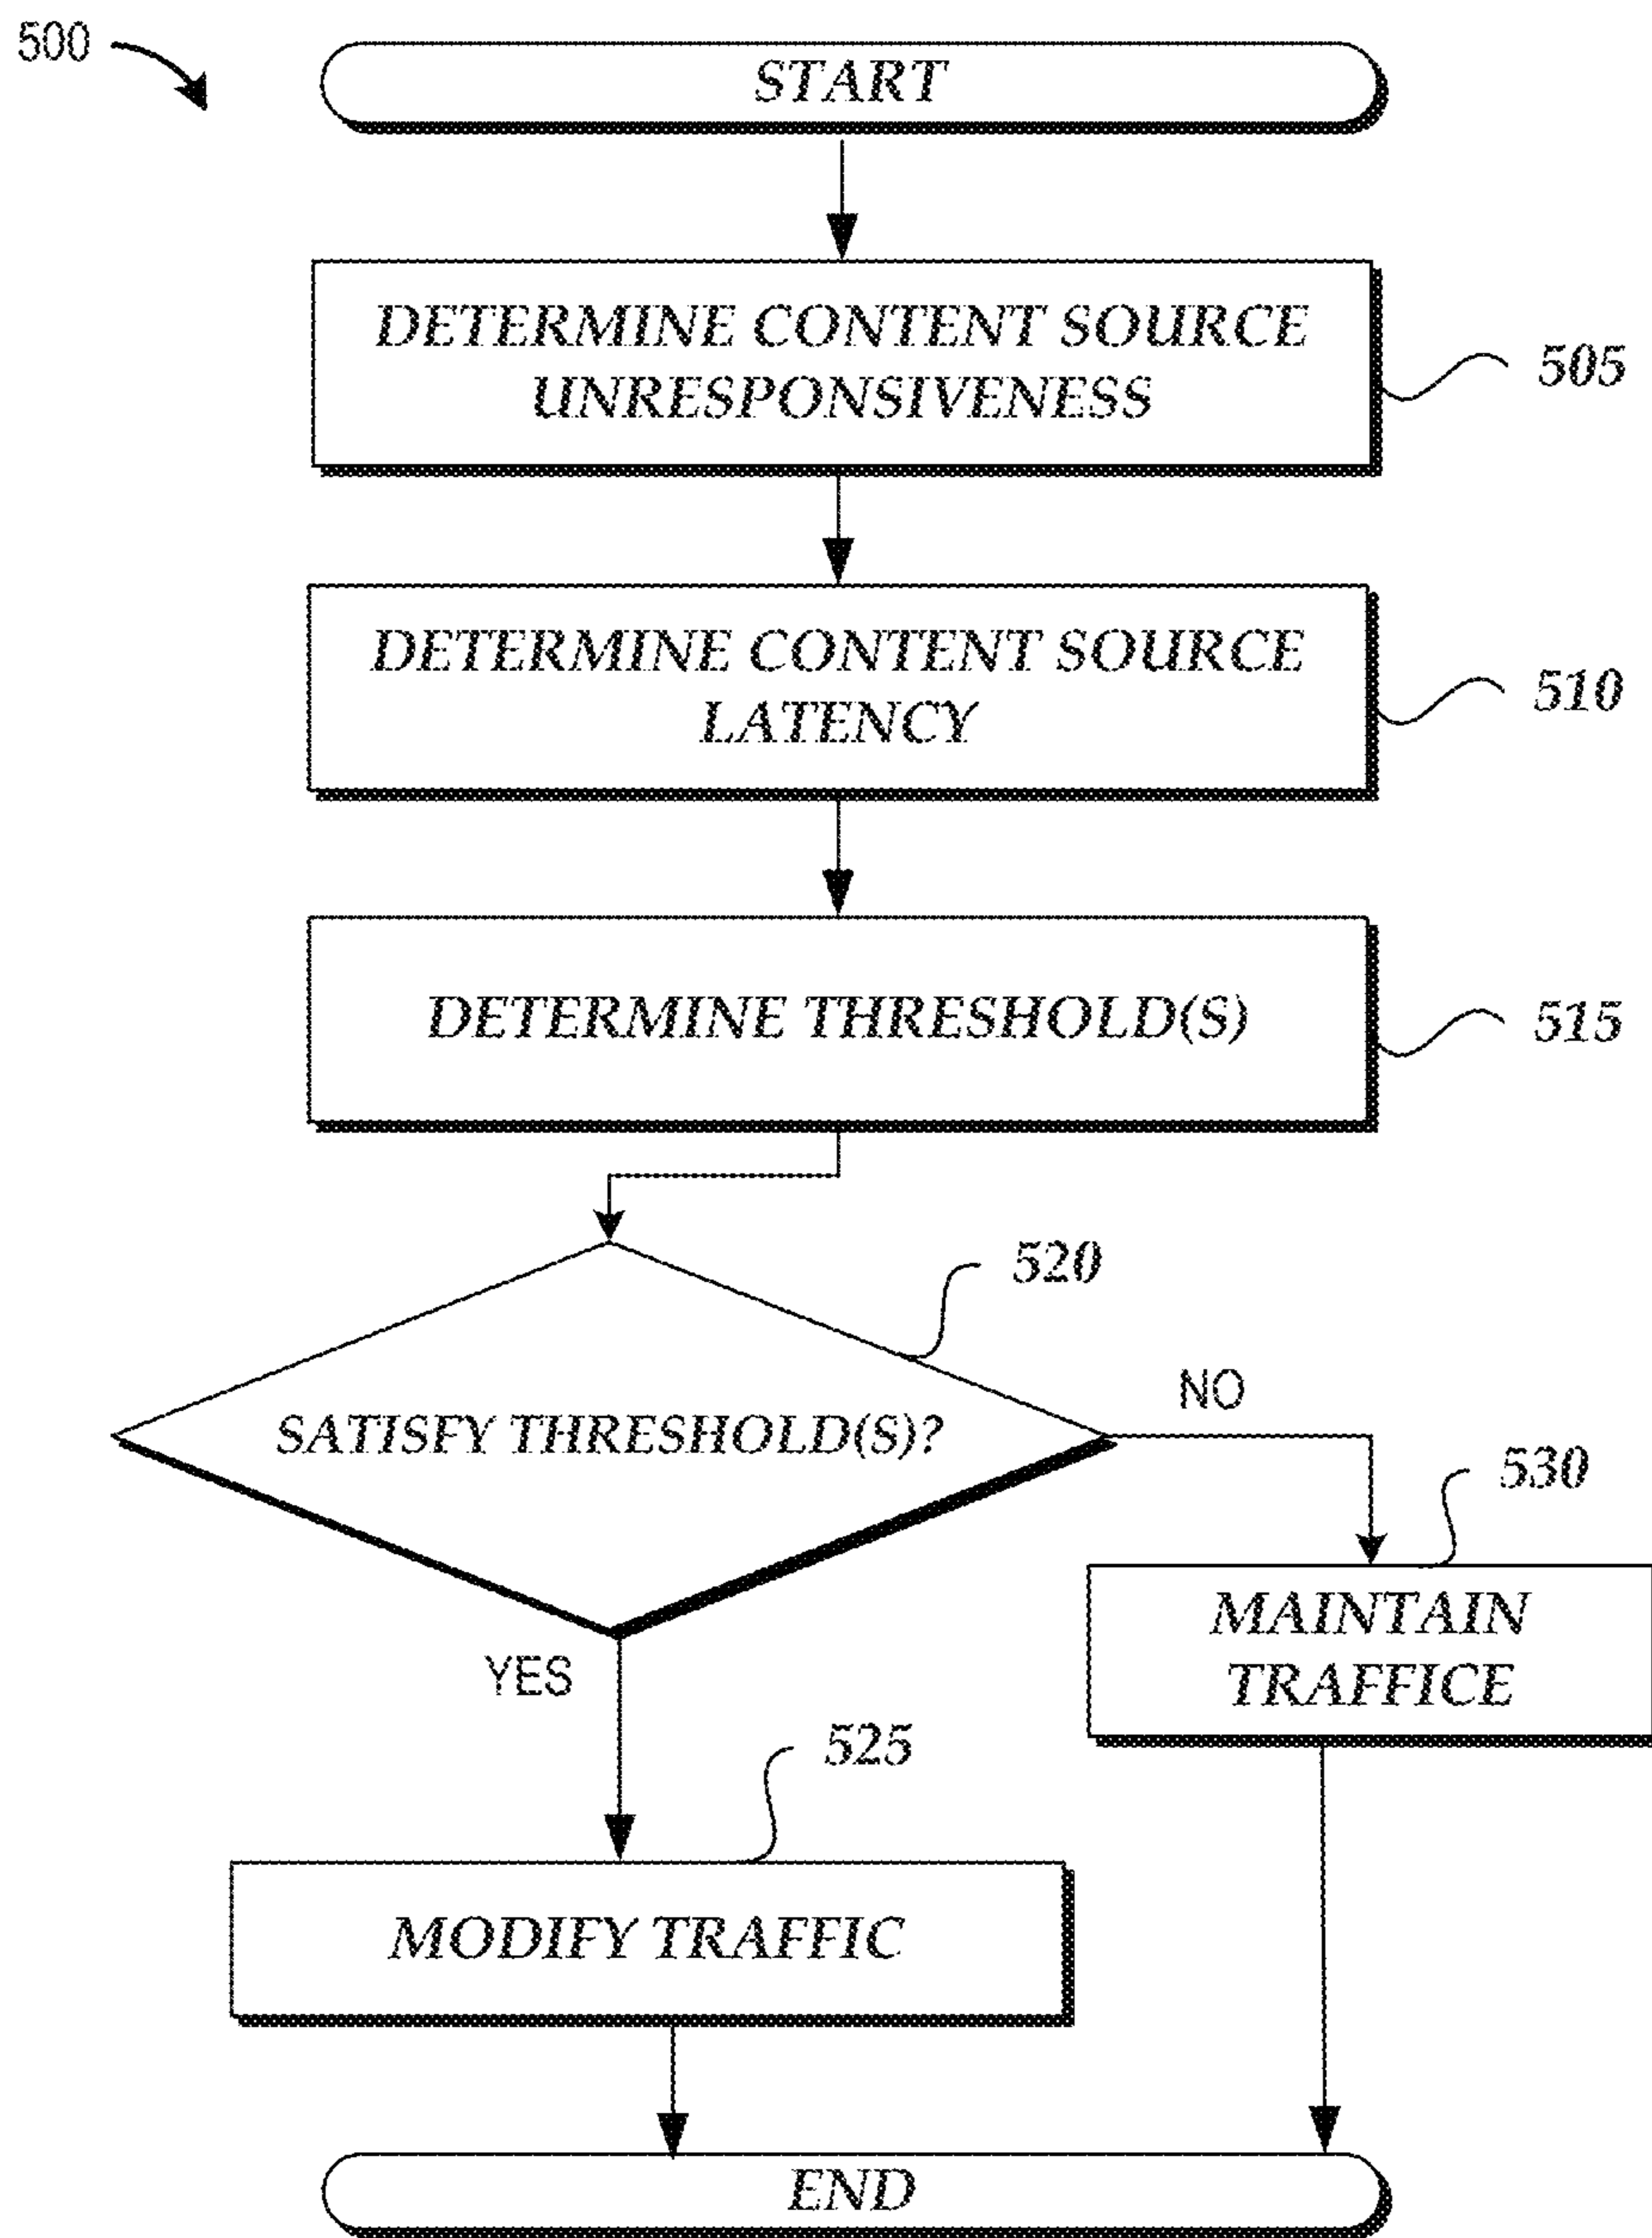 500
START
DETERMINE CONTENT SOURCE
UNRESPONSIVENESS
505
DETERMINE CONTENT SOURCE
LATENCY
510
DETERMINE THRESHOLD(S)
515
520
SATISFY THRESHOLD(S)?
NO
530
MAINTAIN
TRAFFICE
YES
525
MODIFY TRAFFIC
END